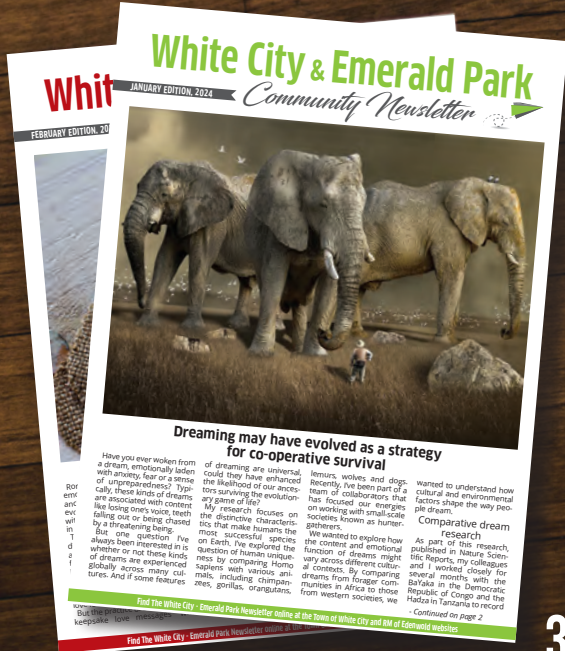 White City & Emerald Park
JANUARY EDITION, 2024
Community Newsletter
Dreaming may have evolved as a strategy
for co-operative survival
Have you ever woken from
a dream, emotionally laden
with anxiety, fear or a sense
of unpreparedness? Typi-
cally, these kinds of dreams
are associated with content
like losing one's voice, teeth
falling out or being chased
by a threatening being.
But one question I've
always been interested in is
whether or not these kinds
of dreams are experienced
globally across many cul-
tures. And if some features
of dreaming are universal,
could they have enhanced
the likelihood of our ances-
tors surviving the evolution-
ary game of life?
My research focuses on
the distinctive characteris-
tics that make humans the
most successful species
on Earth. I've explored the
question of human unique-
ness by comparing Homo
sapiens with various ani-
mals, including chimpan-
zees, gorillas, orangutans,
lemurs, wolves and dogs.
Recently, I've been part of a
team of collaborators that
has focused our energies
on working with small-scale
societies known as hunter-
gatherers.
We wanted to explore how
the content and emotional
function of dreams might
vary across different cultur-
al contexts. By comparing
dreams from forager com-
munities in Africa to those
from western societies, we
wanted to understand how
cultural and environmental
factors shape the way peo-
ple dream.
Comparative dream
research
As part of this research,
published in Nature Scien-
tific Reports, my colleagues
and I worked closely for
several months with the
BaYaka in the Democratic
Republic of Congo and the
Hadza in Tanzania to record
- Continued on page 2
Find The White City - Emerald Park Newsletter online at the Town of White City and RM of Edenwold websites
Whit
FEBRUARY EDITION, 20
But the
keepsake love messages,
Find The White City - Emerald Park Newsletter online at the
3